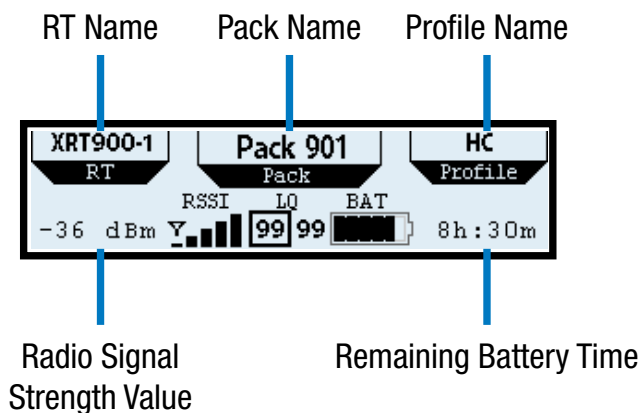 RT Name Pack Name Profile Name
XRT900-1 Pack 901 HC
RT Pack Profile
RSSI LQ BAT
-36 dBm 99 99 8h:30m
Radio Signal Remaining Battery Time
Strength Value